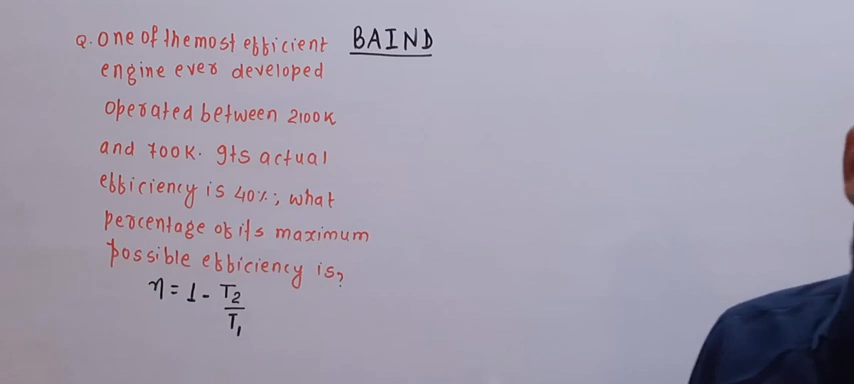 Q. One of the most efficient BAIND
engine ever developed
operated between 2100K
and 700K. Its actual
efficiency is 40%; what
percentage of its maximum
possible efficiency is?
η = 1 - T2/T1